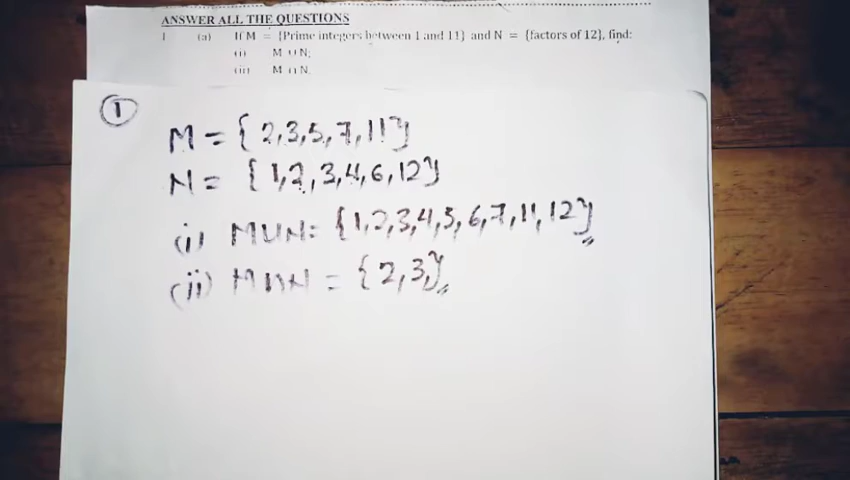 ANSWER ALL THE QUESTIONS
1 (a) If M = {Prime integers between 1 and 11} and N = {factors of 12}, find:
(i) M ∪ N;
(ii) M ∩ N.
①
M = {2,3,5,7,11}
N = {1,2,3,4,6,12}
(i) M∪N= {1,2,3,4,5,6,7,11,12}
(ii) M∩N = {2,3,}